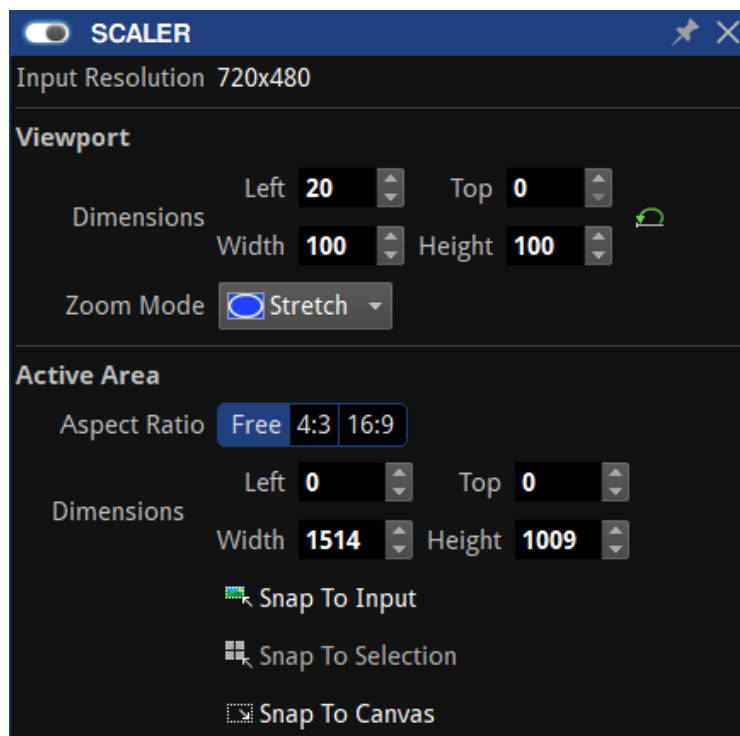 SCALER
Input Resolution 720x480
Viewport
Left 20 Top 0
Dimensions
Width 100 Height 100
Zoom Mode Stretch
Active Area
Aspect Ratio Free 4:3 16:9
Left 0 Top 0
Dimensions
Width 1514 Height 1009
Snap To Input
Snap To Selection
Snap To Canvas